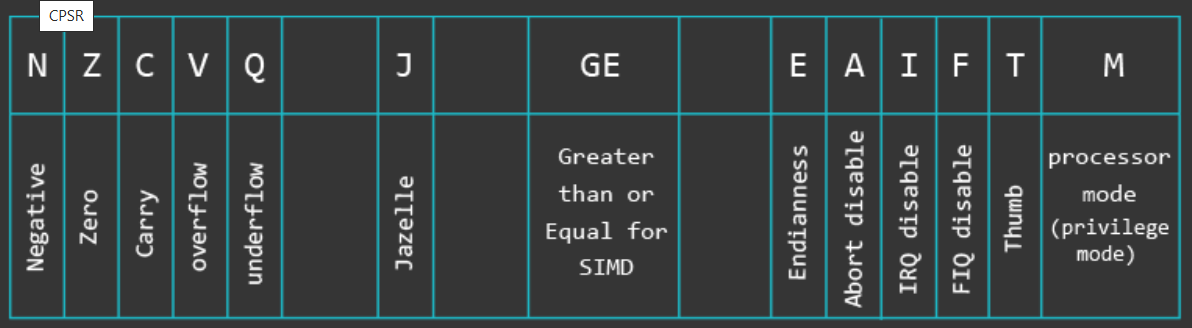 CPSR
N Z C V Q J GE E A I F T M
Negative
Zero
Carry
overflow
underflow
Jazelle
Greater
than or
Equal for
SIMD
Endianness
Abort disable
IRQ disable
FIQ disable
Thumb
processor
mode
(privilege
mode)